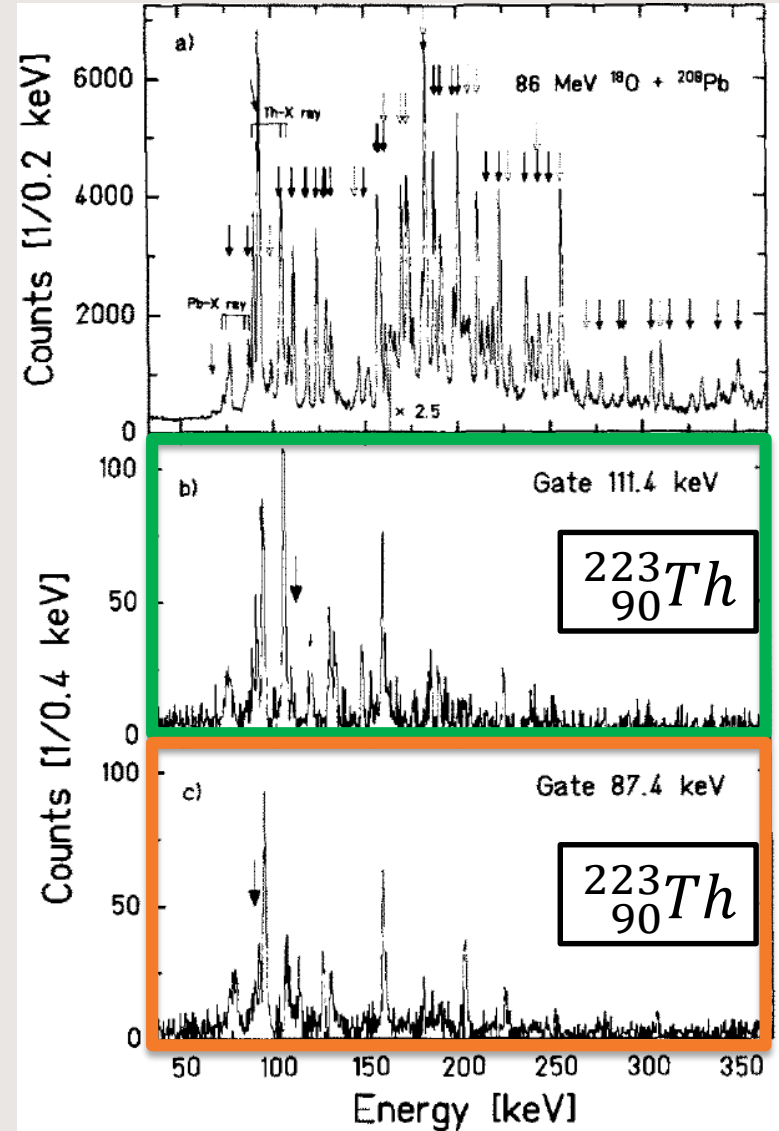 a)
6000
4000
2000
0
Counts [1/0.2 keV]
86 MeV ¹⁸O + ²⁰⁸Pb
Th-X ray
Pb-X ray
× 2.5
b)
100
50
0
Gate 111.4 keV
²²³₉₀Th
c)
100
50
0
Gate 87.4 keV
²²³₉₀Th
Counts [1/0.4 keV]
50 100 150 200 250 300 350
Energy [keV]